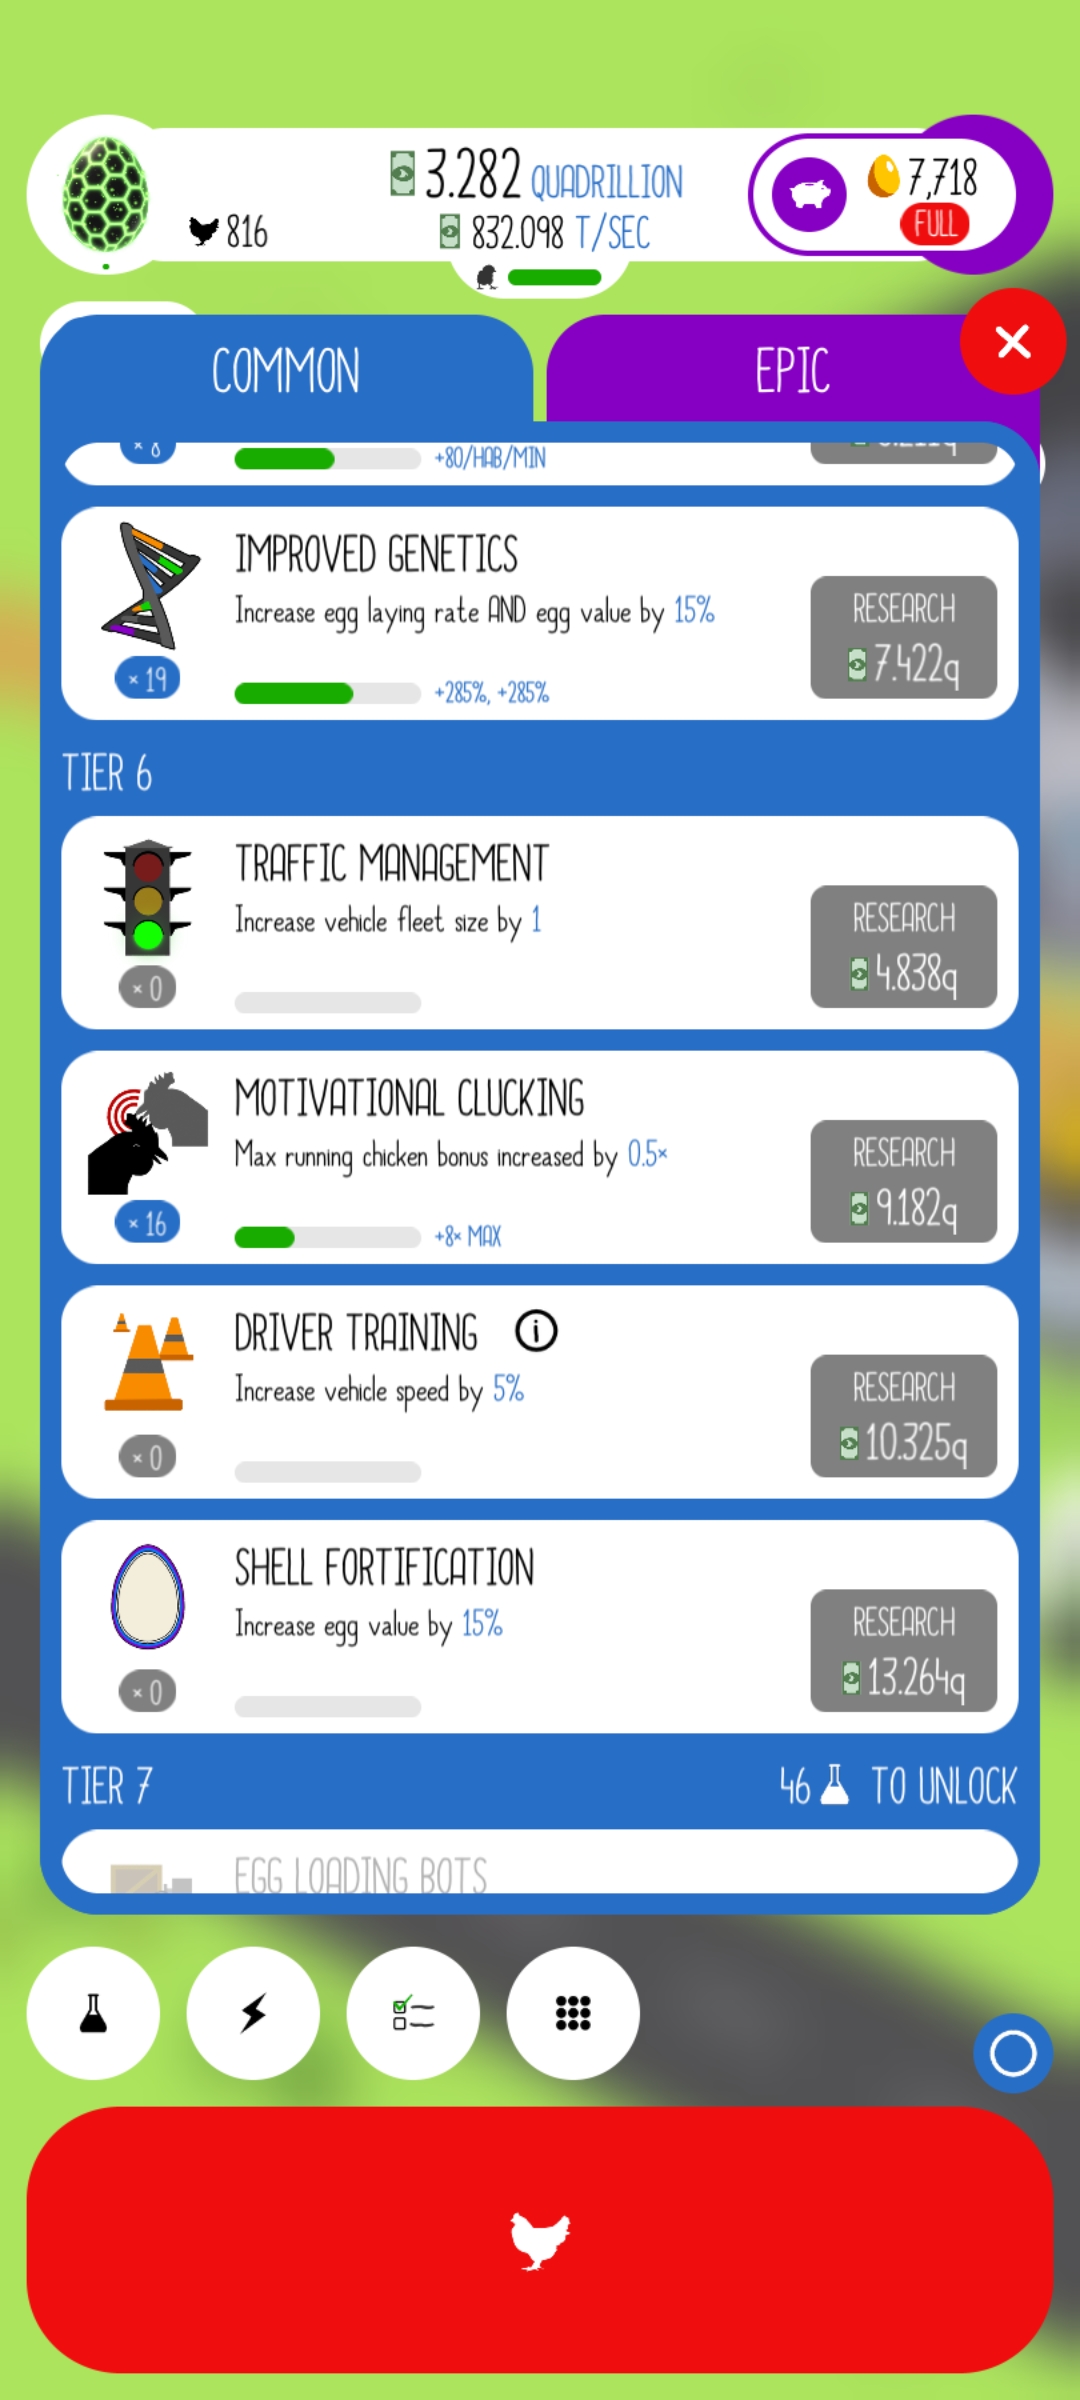 3.282 QUADRILLION
7,718
816
832.098 T/SEC
FULL
COMMON
EPIC
× 8
+80/HAB/MIN
IMPROVED GENETICS
Increase egg laying rate AND egg value by 15%
RESEARCH
7.422q
× 19
+285%, +285%
TIER 6
TRAFFIC MANAGEMENT
Increase vehicle fleet size by 1
RESEARCH
4.838q
× 0
MOTIVATIONAL CLUCKING
Max running chicken bonus increased by 0.5×
RESEARCH
9.182q
× 16
+8× MAX
DRIVER TRAINING
Increase vehicle speed by 5%
RESEARCH
10.325q
× 0
SHELL FORTIFICATION
Increase egg value by 15%
RESEARCH
13.264q
× 0
TIER 7
46 TO UNLOCK
EGG LOADING BOTS